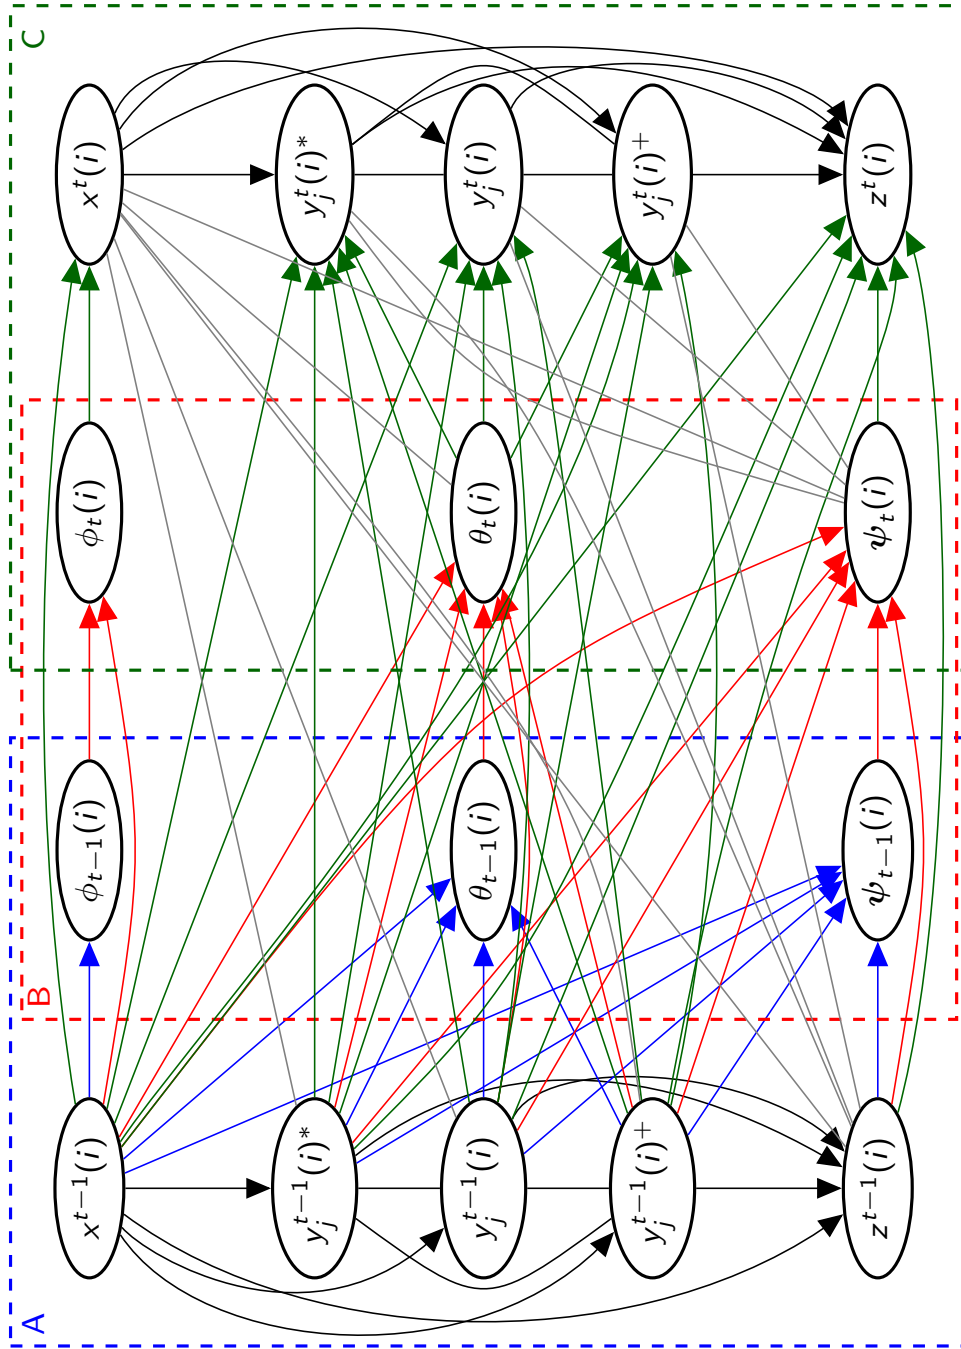 A
B
C
x^{t−1}(i)
ϕ_{t−1}(i)
ϕ_t(i)
x^t(i)
y_j^{t−1}(i)^*
y_j^t(i)^*
y_j^{t−1}(i)
θ_{t−1}(i)
θ_t(i)
y_j^t(i)
y_j^{t−1}(i)^+
y_j^t(i)^+
z^{t−1}(i)
ψ_{t−1}(i)
ψ_t(i)
z^t(i)